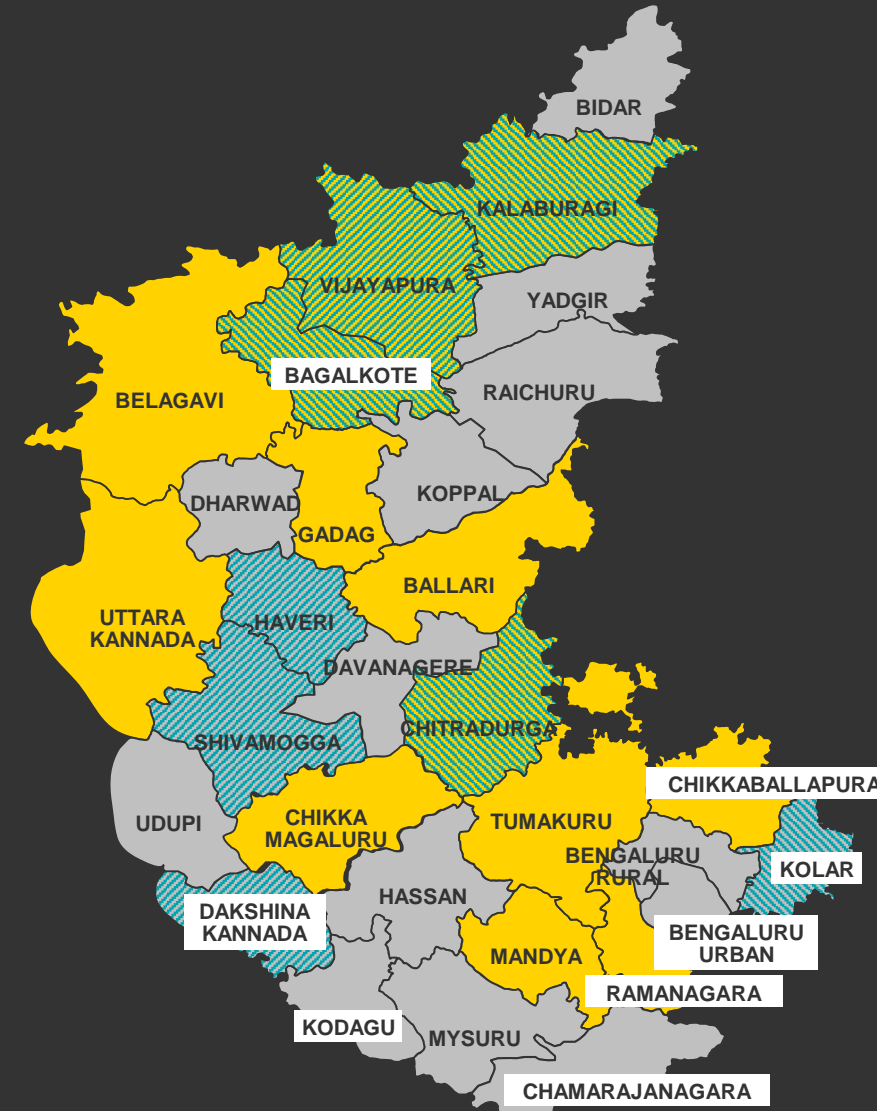 BIDAR
KALABURAGI
VIJAYAPURA
YADGIR
BAGALKOTE
RAICHURU
BELAGAVI
KOPPAL
DHARWAD
GADAG
BALLARI
UTTARA
KANNADA
HAVERI
DAVANAGERE
CHITRADURGA
SHIVAMOGGA
CHIKKABALLAPURA
UDUPI
CHIKKA
MAGALURU
TUMAKURU
BENGALURU
RURAL
KOLAR
HASSAN
DAKSHINA
KANNADA
BENGALURU
URBAN
MANDYA
RAMANAGARA
KODAGU
MYSURU
CHAMARAJANAGARA